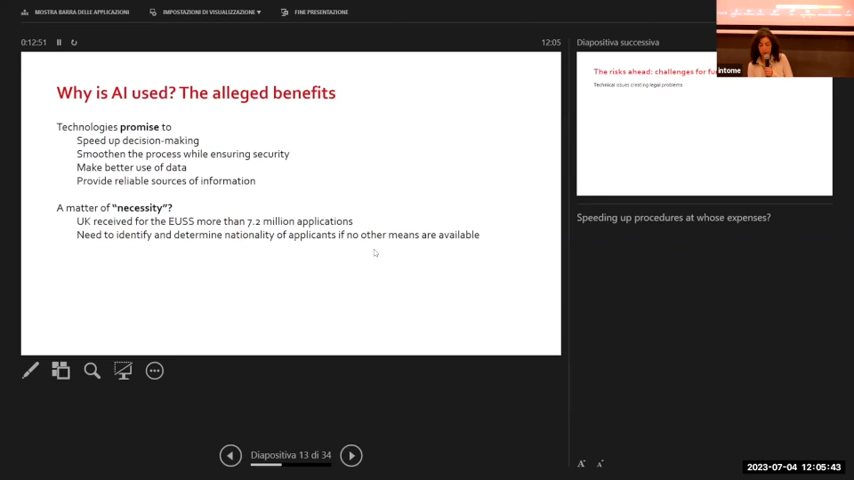 MOSTRA BARRA DELLE APPLICAZIONI
IMPOSTAZIONI DI VISUALIZZAZIONE ▼
FINE PRESENTAZIONE
0:12:51
12:05
Why is AI used? The alleged benefits
Technologies promise to
Speed up decision-making
Smoothen the process while ensuring security
Make better use of data
Provide reliable sources of information
A matter of “necessity”?
UK received for the EUSS more than 7.2 million applications
Need to identify and determine nationality of applicants if no other means are available
Diapositiva 13 di 34
Diapositiva successiva
The risks ahead: challenges for fu
Technical issues creating legal problems
Speeding up procedures at whose expenses?
intome
A A
2023-07-04 12:05:43